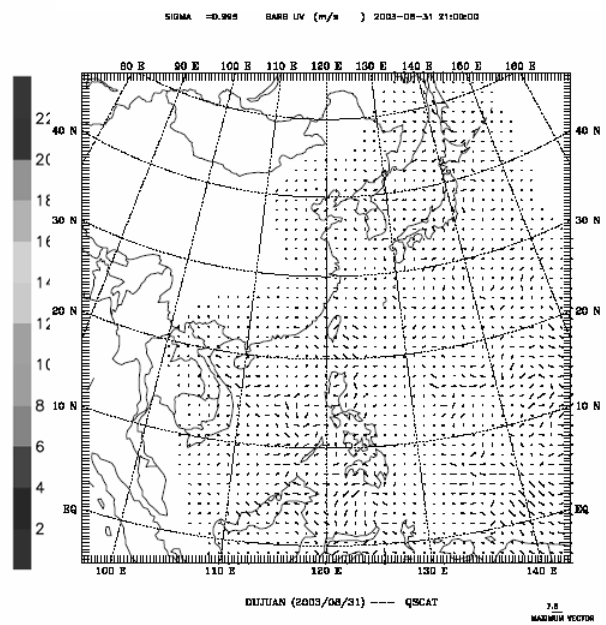 SIGMA =0.995 BARB UV (m/s ) 2003-08-31 21:00:00
80 E 90 E 100 E 110 E 120 E 130 E 140 E 150 E 160 E
22
20
18
16
14
12
10
8
6
4
2
40 N 40 N
30 N 30 N
20 N 20 N
10 N 10 N
EQ EQ
100 E 110 E 120 E 130 E 140 E
DUJUAN (2003/08/31) --- QSCAT
7.5
MAXIMUM VECTOR